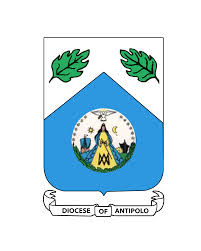 DIOCESE OF ANTIPOLO